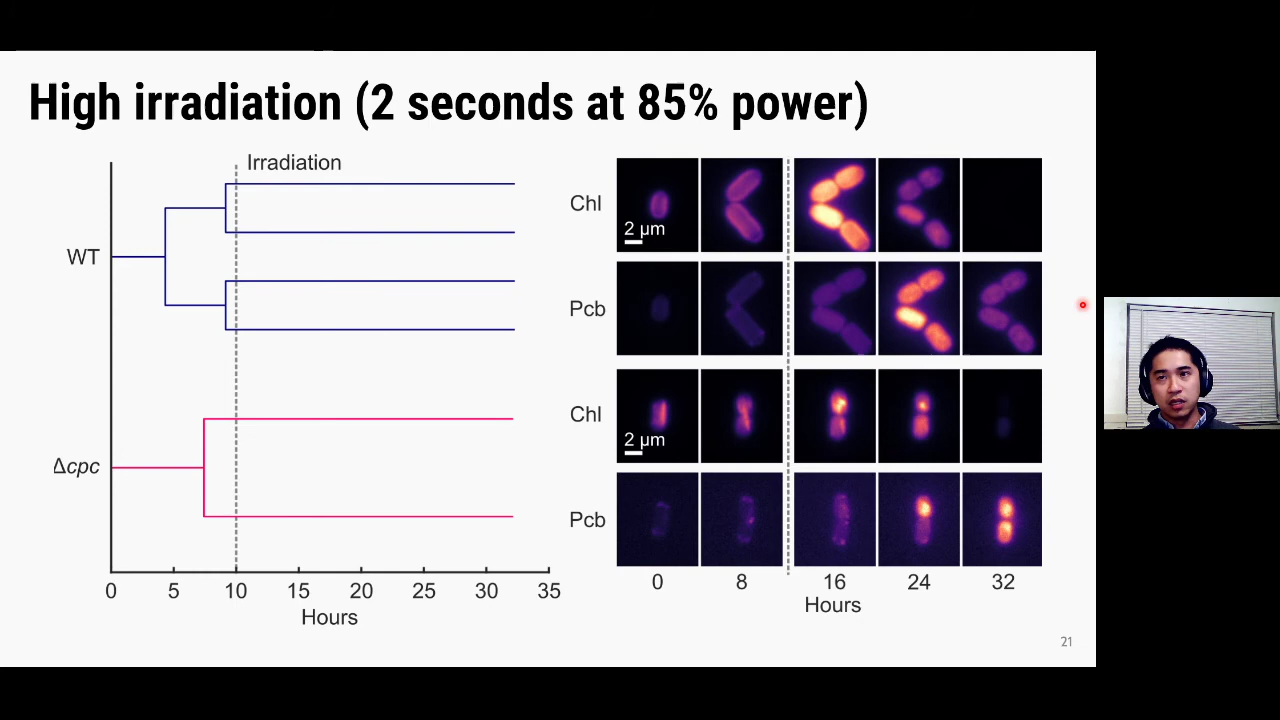 High irradiation (2 seconds at 85% power)
Irradiation
WT
Δcpc
0 5 10 15 20 25 30 35
Hours
Chl
2 μm
Pcb
Chl
2 μm
Pcb
0 8 16 24 32
Hours
21